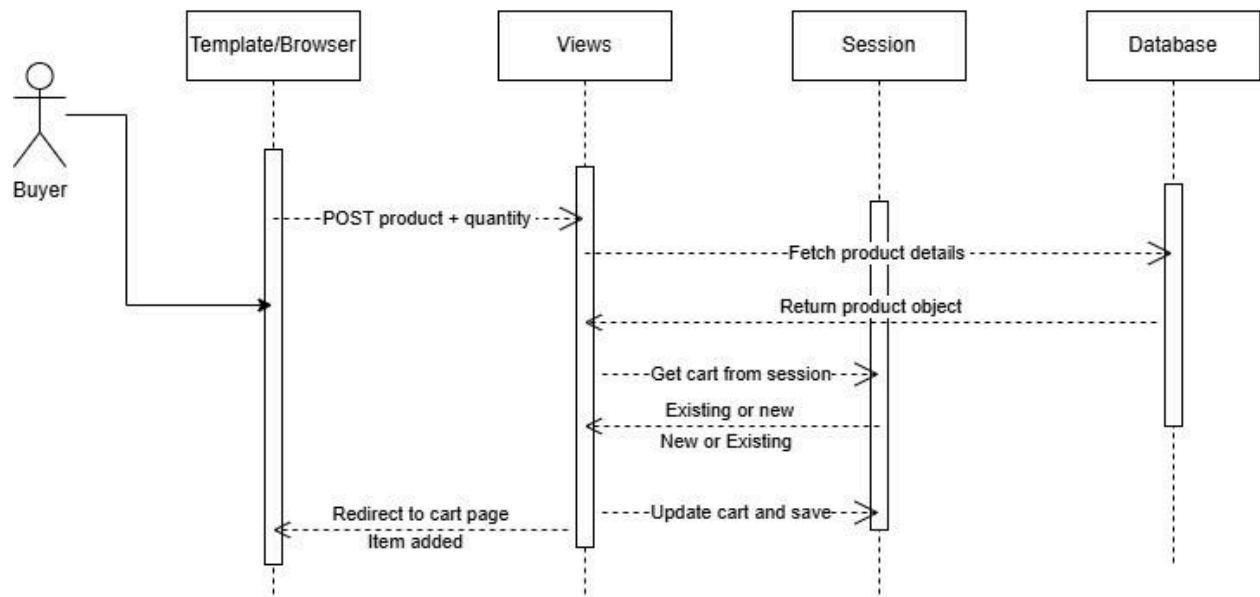 Template/Browser
Views
Session
Database
Buyer
POST product + quantity
Fetch product details
Return product object
Get cart from session
Existing or new
New or Existing
Update cart and save
Redirect to cart page
Item added